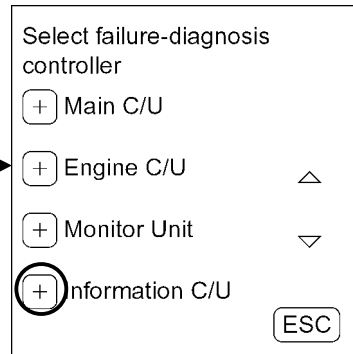 Select failure-diagnosis
controller
+ Main C/U
+ Engine C/U
+ Monitor Unit
+ Information C/U
ESC